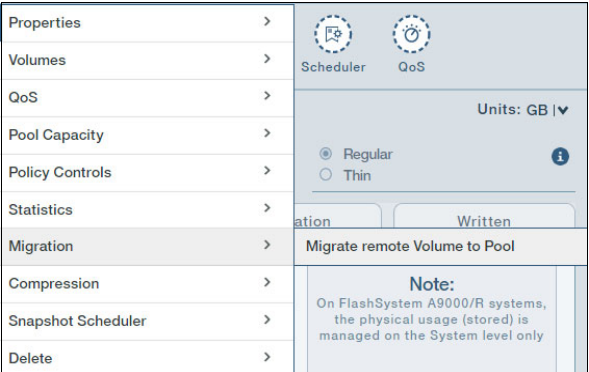 Properties
Volumes
QoS
Pool Capacity
Policy Controls
Statistics
Migration
Compression
Snapshot Scheduler
Delete
Scheduler
QoS
Units: GB
Regular
Thin
ation
Written
Migrate remote Volume to Pool
Note:
On FlashSystem A9000/R systems,
the physical usage (stored) is
managed on the System level only